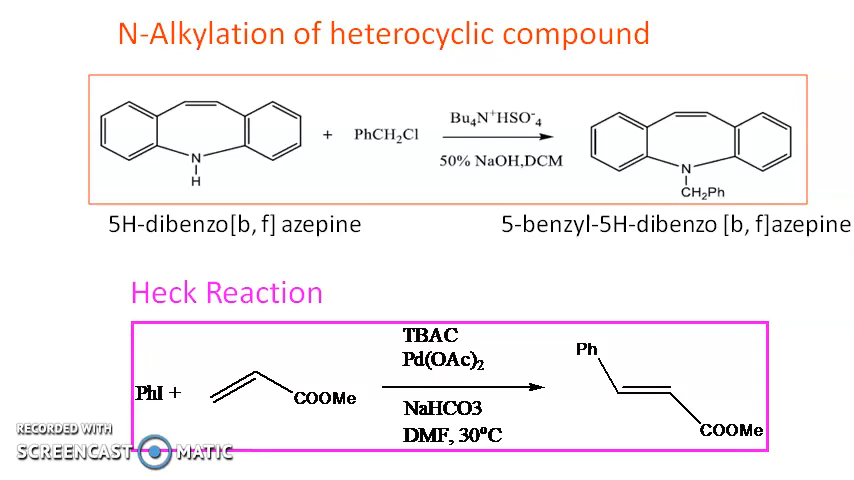 N-Alkylation of heterocyclic compound
N
H
+ PhCH₂Cl
Bu₄N⁺HSO⁻₄
50% NaOH,DCM
N
CH₂Ph
5H-dibenzo[b, f] azepine
5-benzyl-5H-dibenzo [b, f]azepine
Heck Reaction
PhI +
COOMe
TBAC
Pd(OAc)₂
NaHCO3
DMF, 30°C
Ph
COOMe
RECORDED WITH
SCREENCAST MATIC